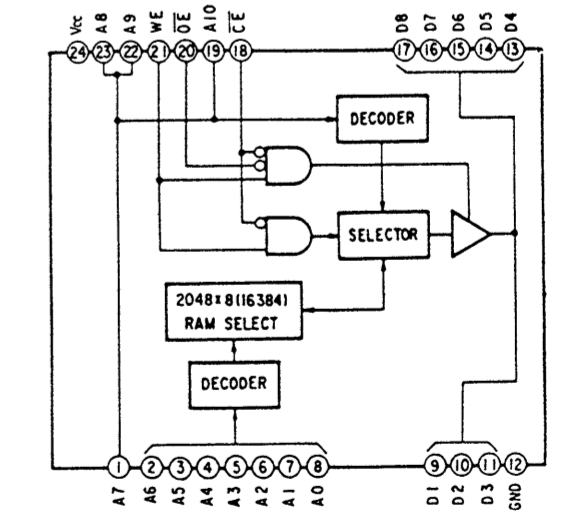 Vcc A8 A9 WE OE A10 CE D8 D7 D6 D5 D4
24 23 22 21 20 19 18 17 16 15 14 13
DECODER
SELECTOR
2048x8(16384)
RAM SELECT
DECODER
1 2 3 4 5 6 7 8 9 10 11 12
A7 A6 A5 A4 A3 A2 A1 A0 D1 D2 D3 GND